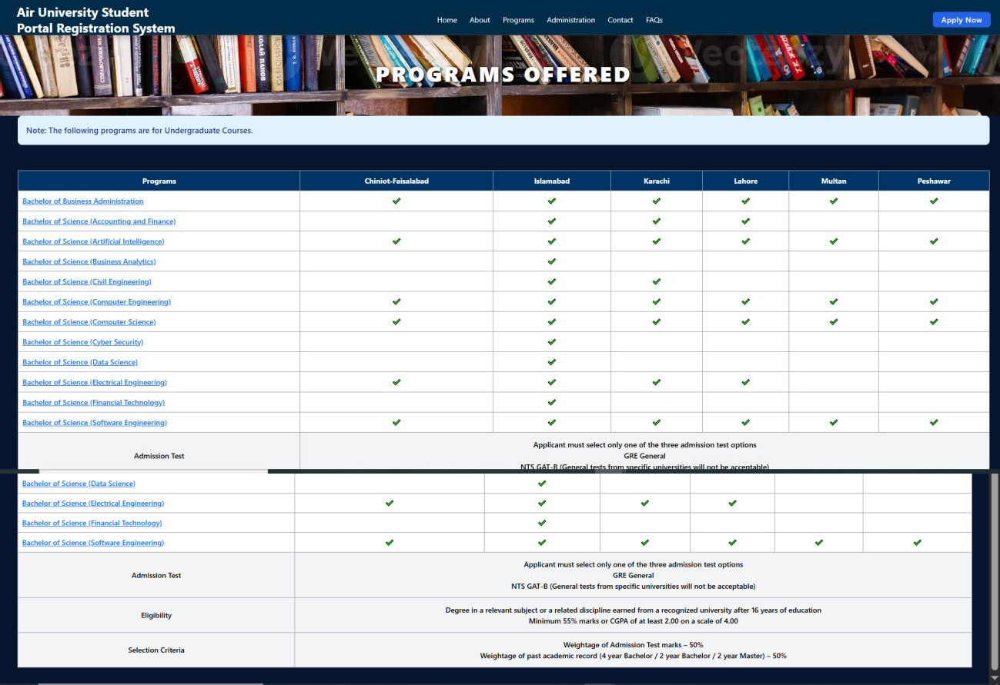 Air University Student
Portal Registration System
Home About Programs Administration Contact FAQs
Apply Now
PROGRAMS OFFERED
Note: The following programs are for Undergraduate Courses.
Programs Chiniot-Faisalabad Islamabad Karachi Lahore Multan Peshawar
Bachelor of Business Administration ✔ ✔ ✔ ✔ ✔ ✔
Bachelor of Science (Accounting and Finance) ✔ ✔ ✔
Bachelor of Science (Artificial Intelligence) ✔ ✔ ✔ ✔ ✔ ✔
Bachelor of Science (Business Analytics) ✔
Bachelor of Science (Civil Engineering) ✔ ✔
Bachelor of Science (Computer Engineering) ✔ ✔ ✔ ✔ ✔ ✔
Bachelor of Science (Computer Science) ✔ ✔ ✔ ✔ ✔ ✔
Bachelor of Science (Cyber Security) ✔
Bachelor of Science (Data Science) ✔
Bachelor of Science (Electrical Engineering) ✔ ✔ ✔ ✔
Bachelor of Science (Financial Technology) ✔
Bachelor of Science (Software Engineering) ✔ ✔ ✔ ✔ ✔ ✔
Applicant must select only one of the three admission test options
Admission Test GRE General
NTS GAT-B (General tests from specific universities will not be acceptable)
Bachelor of Science (Data Science) ✔
Bachelor of Science (Electrical Engineering) ✔ ✔ ✔ ✔
Bachelor of Science (Financial Technology) ✔
Bachelor of Science (Software Engineering) ✔ ✔ ✔ ✔ ✔ ✔
Applicant must select only one of the three admission test options
Admission Test GRE General
NTS GAT-B (General tests from specific universities will not be acceptable)
Eligibility
Degree in a relevant subject or a related discipline earned from a recognized university after 16 years of education
Minimum 55% marks or CGPA of at least 2.00 on a scale of 4.00
Selection Criteria
Weightage of Admission Test marks – 50%
Weightage of past academic record (4 year Bachelor / 2 year Bachelor / 2 year Master) – 50%